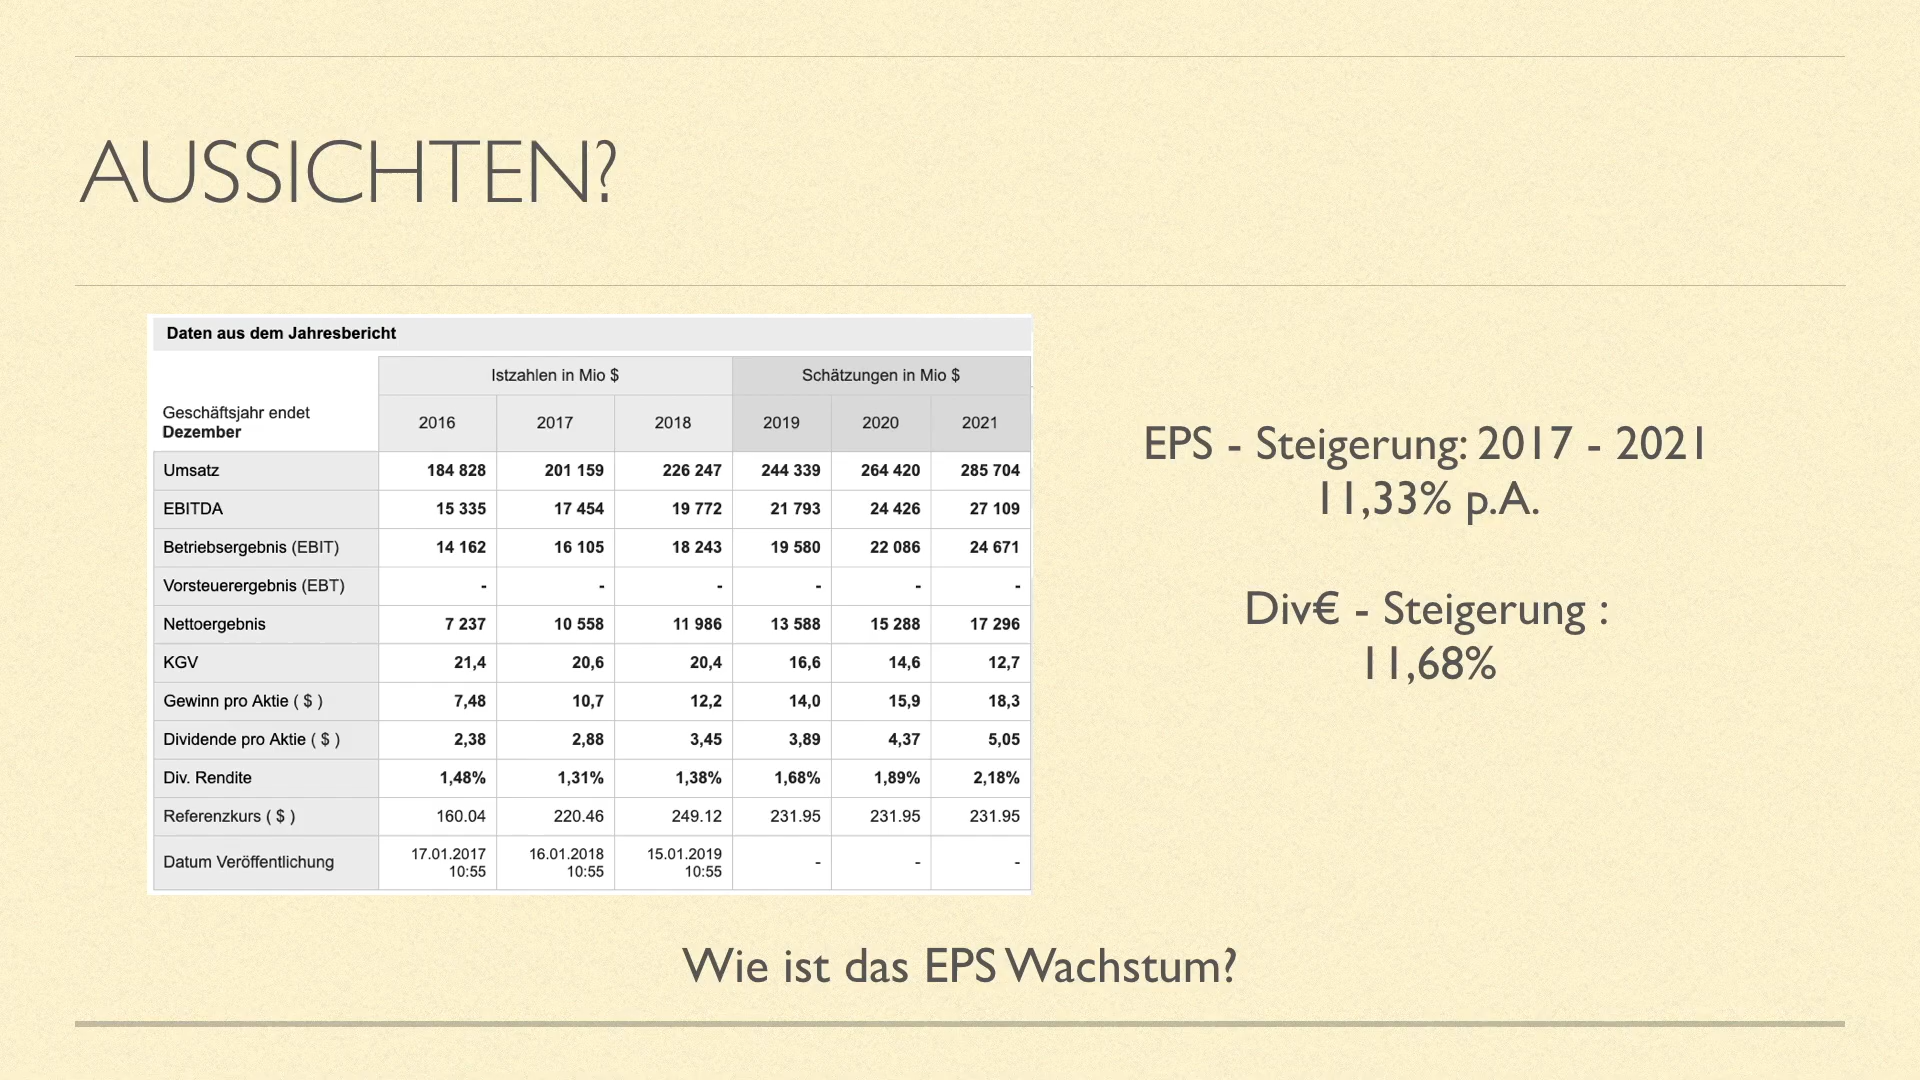 AUSSICHTEN?
Daten aus dem Jahresbericht
Istzahlen in Mio $ Schätzungen in Mio $
Geschäftsjahr endet
Dezember
2016 2017 2018 2019 2020 2021
Umsatz 184 828 201 159 226 247 244 339 264 420 285 704
EBITDA 15 335 17 454 19 772 21 793 24 426 27 109
Betriebsergebnis (EBIT) 14 162 16 105 18 243 19 580 22 086 24 671
Vorsteuerergebnis (EBT) - - - - - -
Nettoergebnis 7 237 10 558 11 986 13 588 15 288 17 296
KGV 21,4 20,6 20,4 16,6 14,6 12,7
Gewinn pro Aktie ( $ ) 7,48 10,7 12,2 14,0 15,9 18,3
Dividende pro Aktie ( $ ) 2,38 2,88 3,45 3,89 4,37 5,05
Div. Rendite 1,48% 1,31% 1,38% 1,68% 1,89% 2,18%
Referenzkurs ( $ ) 160.04 220.46 249.12 231.95 231.95 231.95
Datum Veröffentlichung 17.01.2017 16.01.2018 15.01.2019 - - -
10:55 10:55 10:55
EPS - Steigerung: 2017 - 2021
11,33% p.A.
Div€ - Steigerung :
11,68%
Wie ist das EPS Wachstum?